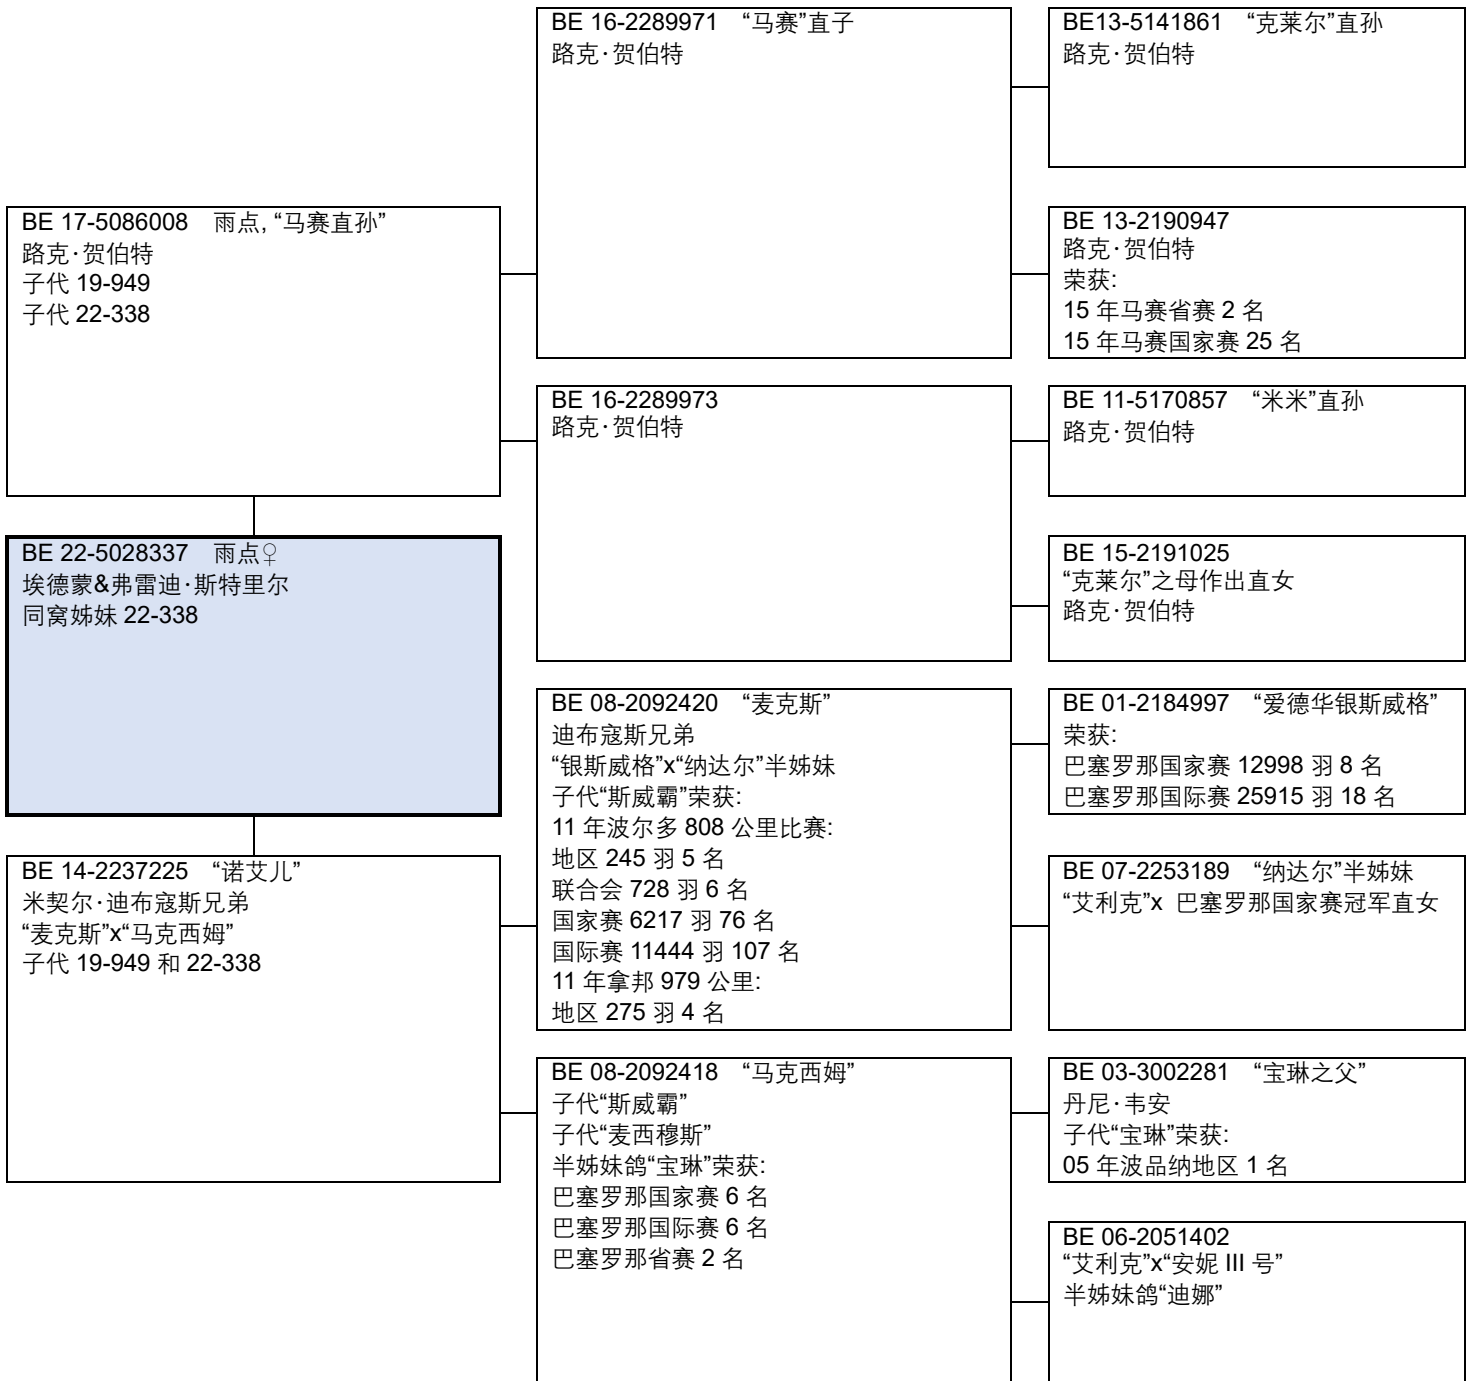 BE 17-5086008 雨点, “马赛直孙”
路克·贺伯特
子代 19-949
子代 22-338
BE 22-5028337 雨点♀
埃德蒙&弗雷迪·斯特里尔
同窝姊妹 22-338
BE 14-2237225 “诺艾儿”
米契尔·迪布寇斯兄弟
“麦克斯”x“马克西姆”
子代 19-949 和 22-338
BE 16-2289971 “马赛”直子
路克·贺伯特
BE 16-2289973
路克·贺伯特
BE 08-2092420 “麦克斯”
迪布寇斯兄弟
“银斯威格”x“纳达尔”半姊妹
子代“斯威霸”荣获:
11 年波尔多 808 公里比赛:
地区 245 羽 5 名
联合会 728 羽 6 名
国家赛 6217 羽 76 名
国际赛 11444 羽 107 名
11 年拿邦 979 公里:
地区 275 羽 4 名
BE 08-2092418 “马克西姆”
子代“斯威霸”
子代“麦西穆斯”
半姊妹鸽“宝琳”荣获:
巴塞罗那国家赛 6 名
巴塞罗那国际赛 6 名
巴塞罗那省赛 2 名
BE13-5141861 “克莱尔”直孙
路克·贺伯特
BE 13-2190947
路克·贺伯特
荣获:
15 年马赛省赛 2 名
15 年马赛国家赛 25 名
BE 11-5170857 “米米”直孙
路克·贺伯特
BE 15-2191025
“克莱尔”之母作出直女
路克·贺伯特
BE 01-2184997 “爱德华银斯威格”
荣获:
巴塞罗那国家赛 12998 羽 8 名
巴塞罗那国际赛 25915 羽 18 名
BE 07-2253189 “纳达尔”半姊妹
“艾利克”x 巴塞罗那国家赛冠军直女
BE 03-3002281 “宝琳之父”
丹尼·韦安
子代“宝琳”荣获:
05 年波品纳地区 1 名
BE 06-2051402
“艾利克”x“安妮 III 号”
半姊妹鸽“迪娜”